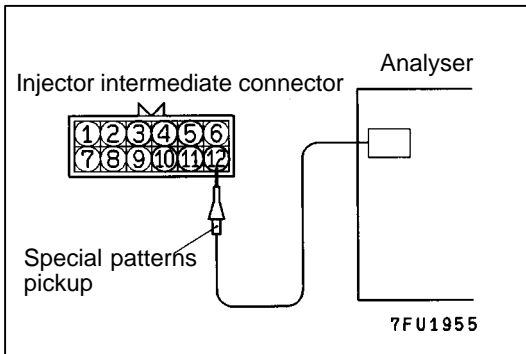 Injector intermediate connector
Analyser
1 2 3 4 5 6
7 8 9 10 11 12
Special patterns
pickup
7FU1955